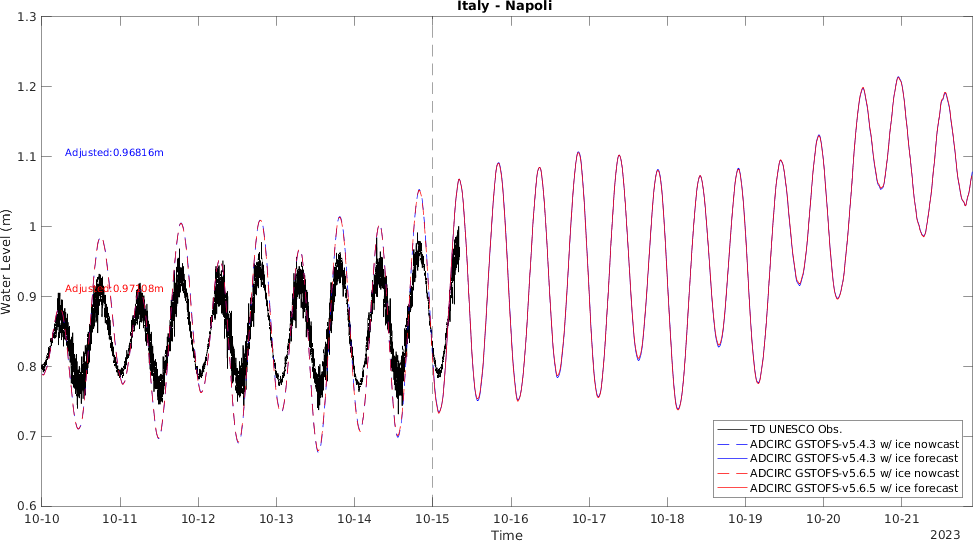 Italy - Napoli
1.3
1.2
1.1
1
0.9
0.8
0.7
0.6
Water Level (m)
Adjusted:0.96816m
Adjusted:0.97208m
TD UNESCO Obs.
ADCIRC GSTOFS-v5.4.3 w/ ice nowcast
ADCIRC GSTOFS-v5.4.3 w/ ice forecast
ADCIRC GSTOFS-v5.6.5 w/ ice nowcast
ADCIRC GSTOFS-v5.6.5 w/ ice forecast
10-10 10-11 10-12 10-13 10-14 10-15 10-16 10-17 10-18 10-19 10-20 10-21
Time
2023